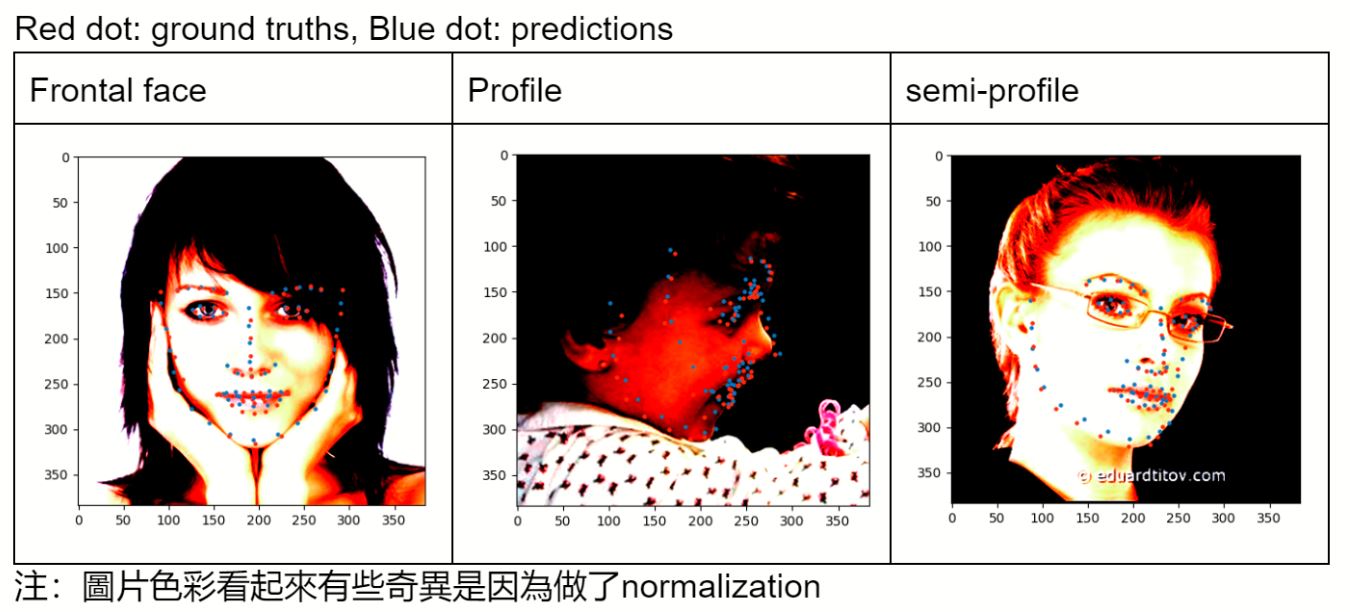 Red dot: ground truths, Blue dot: predictions
Frontal face
Profile
semi-profile
0
50
100
150
200
250
300
350
0 50 100 150 200 250 300 350
0
50
100
150
200
250
300
350
0 50 100 150 200 250 300 350
0
50
100
150
200
250
300
350
© eduardtitov.com
0 50 100 150 200 250 300 350
注：圖片色彩看起來有些奇異是因為做了normalization